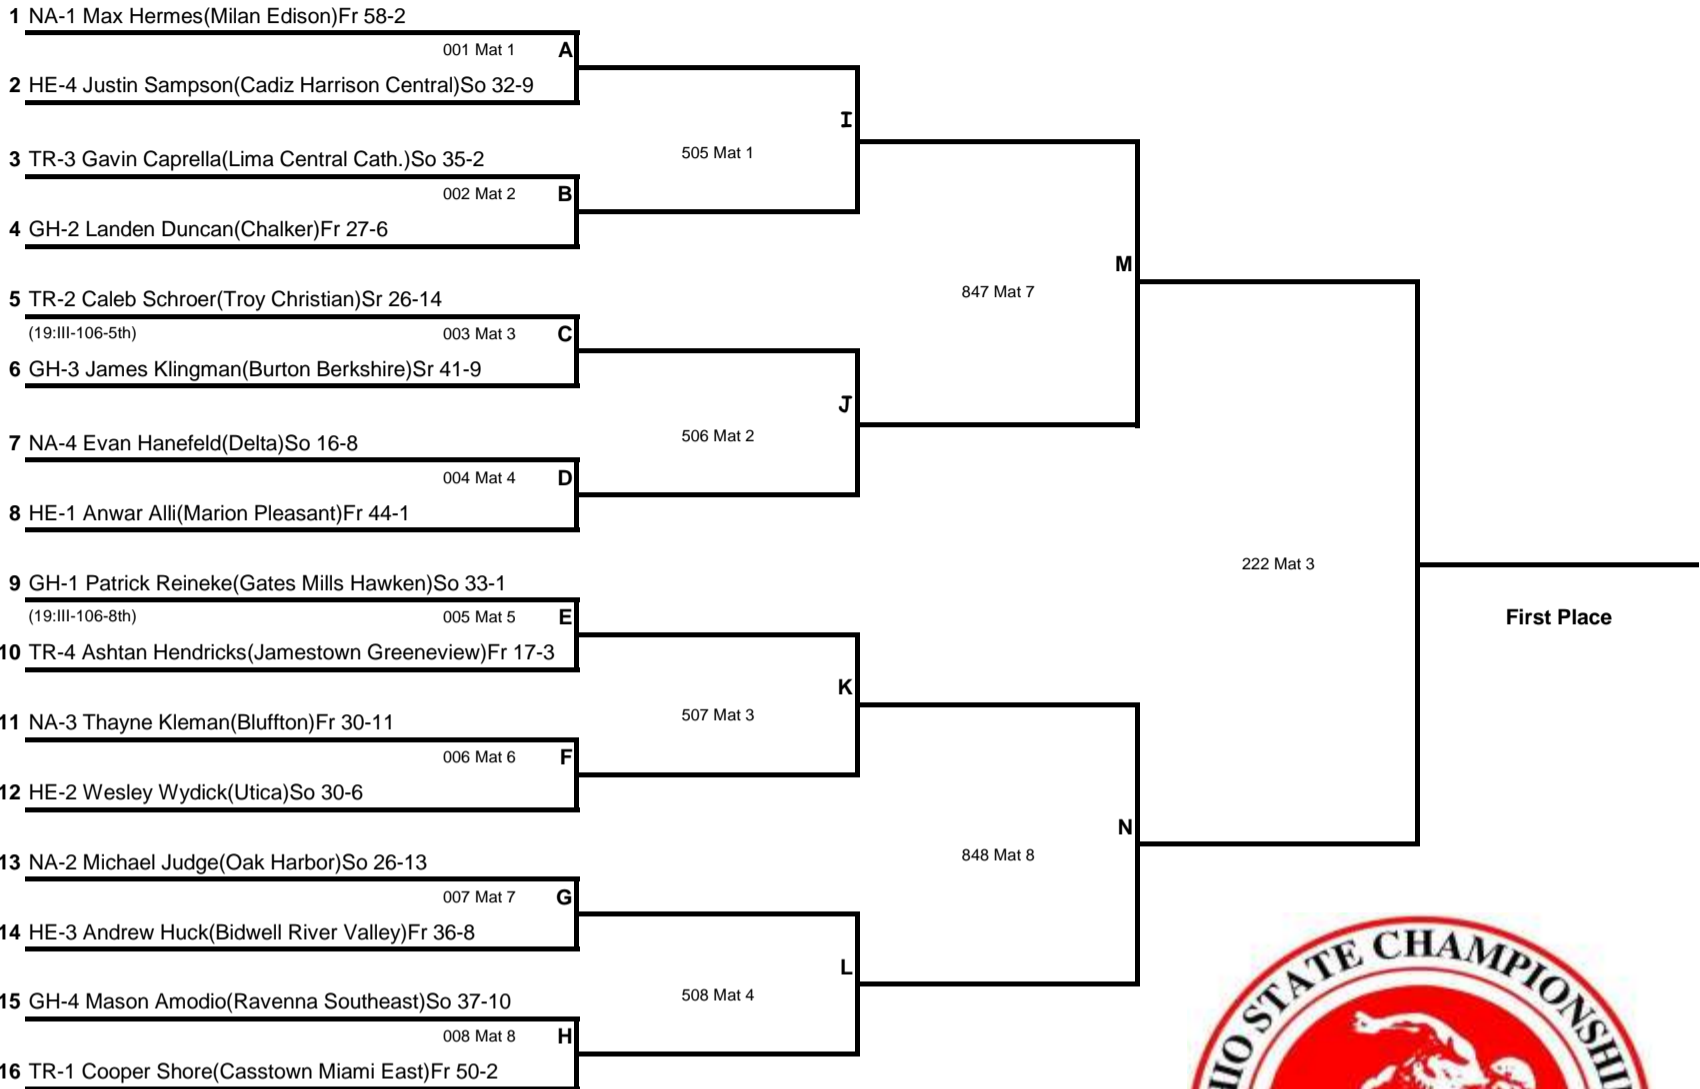 1 NA-1 Max Hermes(Milan Edison)Fr 58-2
001 Mat 1 A
2 HE-4 Justin Sampson(Cadiz Harrison Central)So 32-9
I
505 Mat 1
3 TR-3 Gavin Caprella(Lima Central Cath.)So 35-2
002 Mat 2 B
4 GH-2 Landen Duncan(Chalker)Fr 27-6
M
847 Mat 7
5 TR-2 Caleb Schroer(Troy Christian)Sr 26-14
(19:III-106-5th) 003 Mat 3 C
6 GH-3 James Klingman(Burton Berkshire)Sr 41-9
J
506 Mat 2
7 NA-4 Evan Hanefeld(Delta)So 16-8
004 Mat 4 D
8 HE-1 Anwar Alli(Marion Pleasant)Fr 44-1
222 Mat 3
9 GH-1 Patrick Reineke(Gates Mills Hawken)So 33-1
(19:III-106-8th) 005 Mat 5 E
First Place
10 TR-4 Ashtan Hendricks(Jamestown Greeneview)Fr 17-3
K
507 Mat 3
11 NA-3 Thayne Kleman(Bluffton)Fr 30-11
006 Mat 6 F
12 HE-2 Wesley Wydick(Utica)So 30-6
N
848 Mat 8
13 NA-2 Michael Judge(Oak Harbor)So 26-13
007 Mat 7 G
14 HE-3 Andrew Huck(Bidwell River Valley)Fr 36-8
L
508 Mat 4
15 GH-4 Mason Amodio(Ravenna Southeast)So 37-10
008 Mat 8 H
16 TR-1 Cooper Shore(Casstown Miami East)Fr 50-2
HIO STATE CHAMPIONSHI